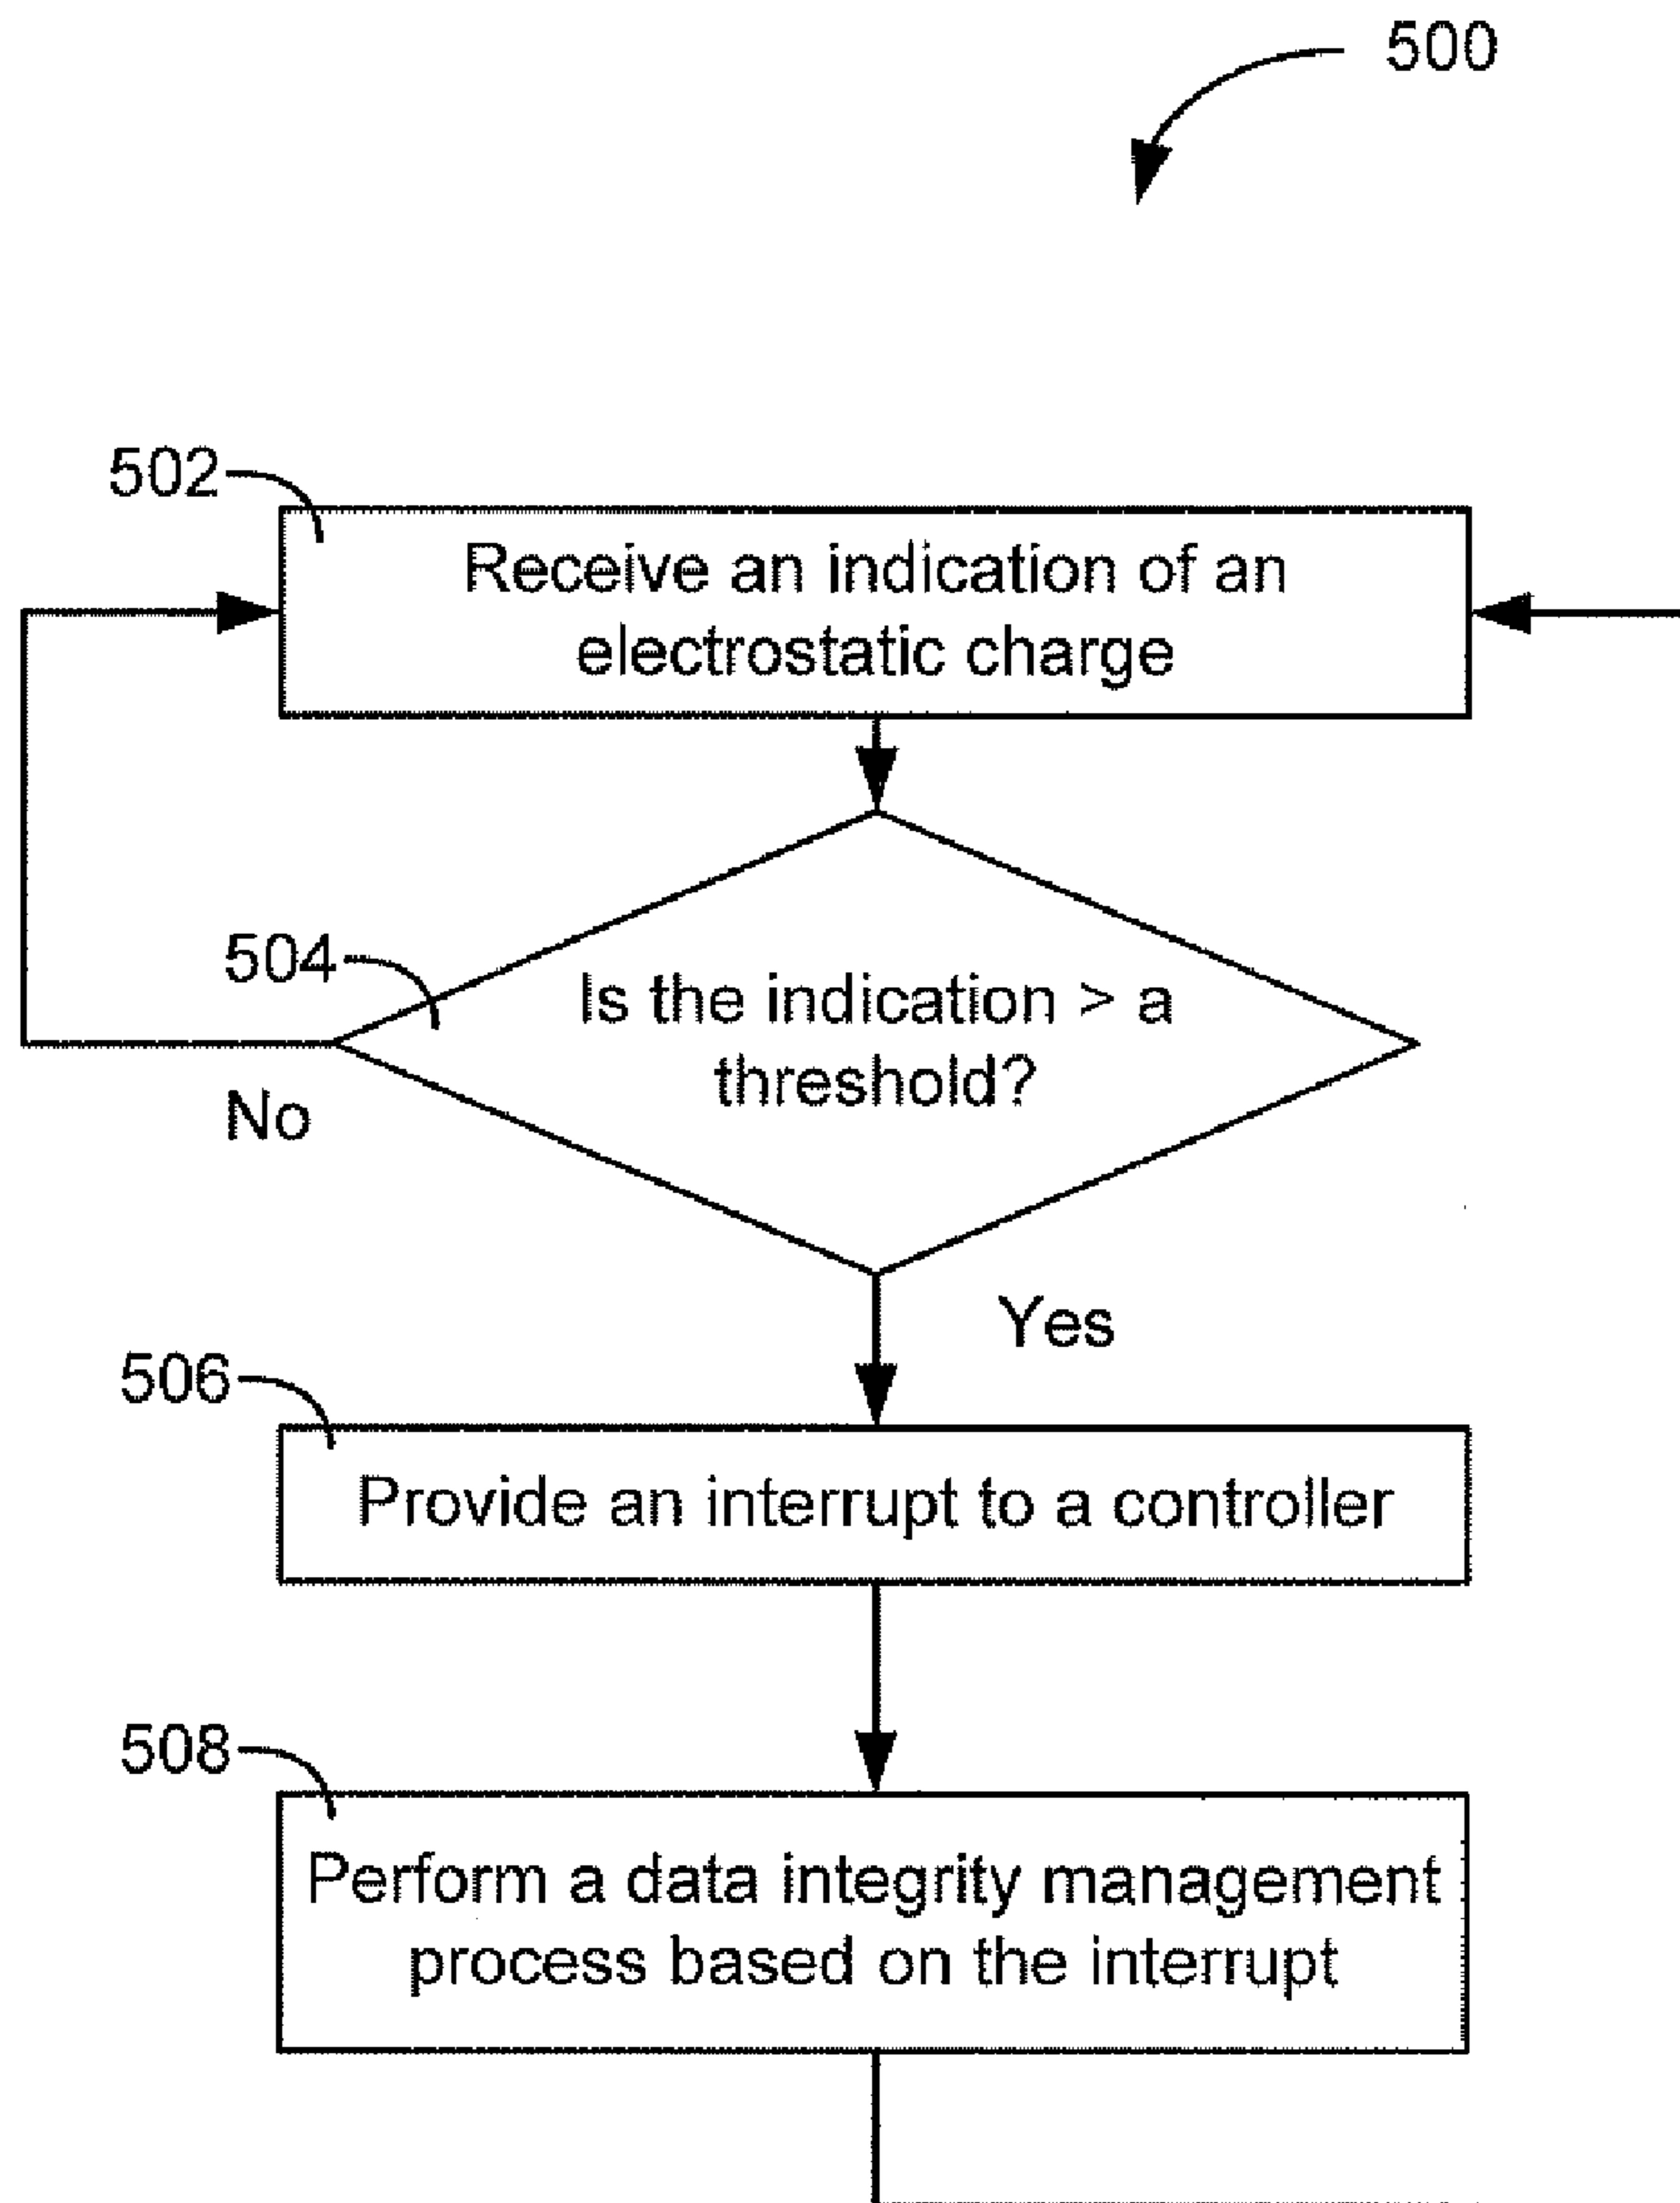 500
502
Receive an indication of an
electrostatic charge
504
Is the indication > a
threshold?
No
Yes
506
Provide an interrupt to a controller
508
Perform a data integrity management
process based on the interrupt